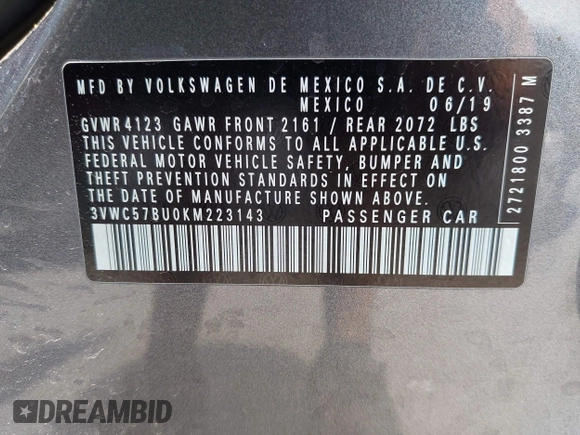 MFD BY VOLKSWAGEN DE MEXICO S.A. DE C.V.
MEXICO 06/19
GVWR 4123 GAWR FRONT 2161 / REAR 2072 LBS
THIS VEHICLE CONFORMS TO ALL APPLICABLE U.S.
FEDERAL MOTOR VEHICLE SAFETY, BUMPER AND
THEFT PREVENTION STANDARDS IN EFFECT ON
THE DATE OF MANUFACTURE SHOWN ABOVE.
3VWC57BU0KM223143 PASSENGER CAR
2721800 3387 M
DREAMBID